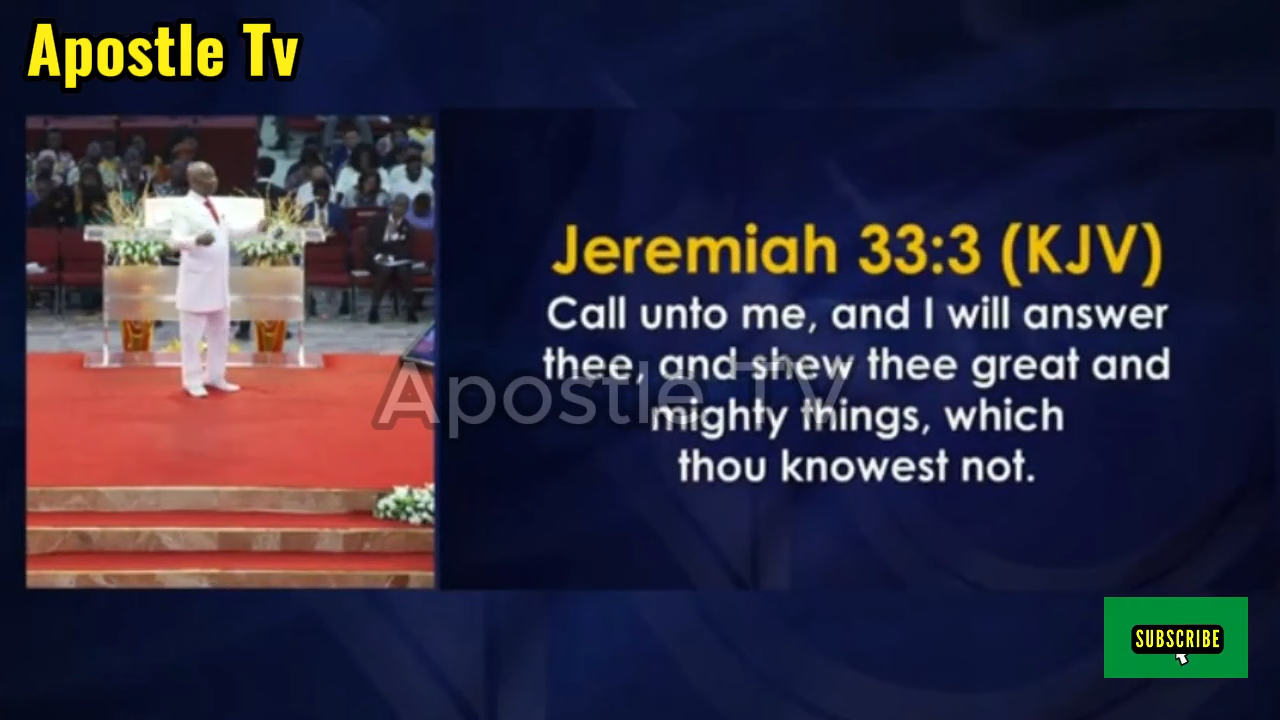 Apostle Tv
Jeremiah 33:3 (KJV)
Call unto me, and I will answer
thee, and shew thee great and
mighty things, which
thou knowest not.
Apostle TV
SUBSCRIBE